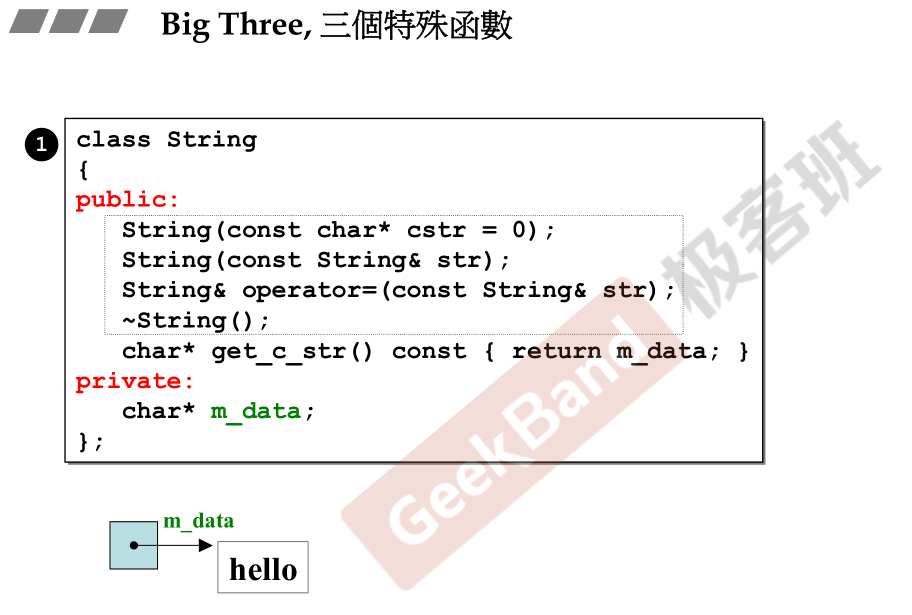 Big Three, 三個特殊函數
1
class String
{
public:
String(const char* cstr = 0);
String(const String& str);
String& operator=(const String& str);
~String();
char* get_c_str() const { return m_data; }
private:
char* m_data;
};
m_data
hello
GeekBand 极客班